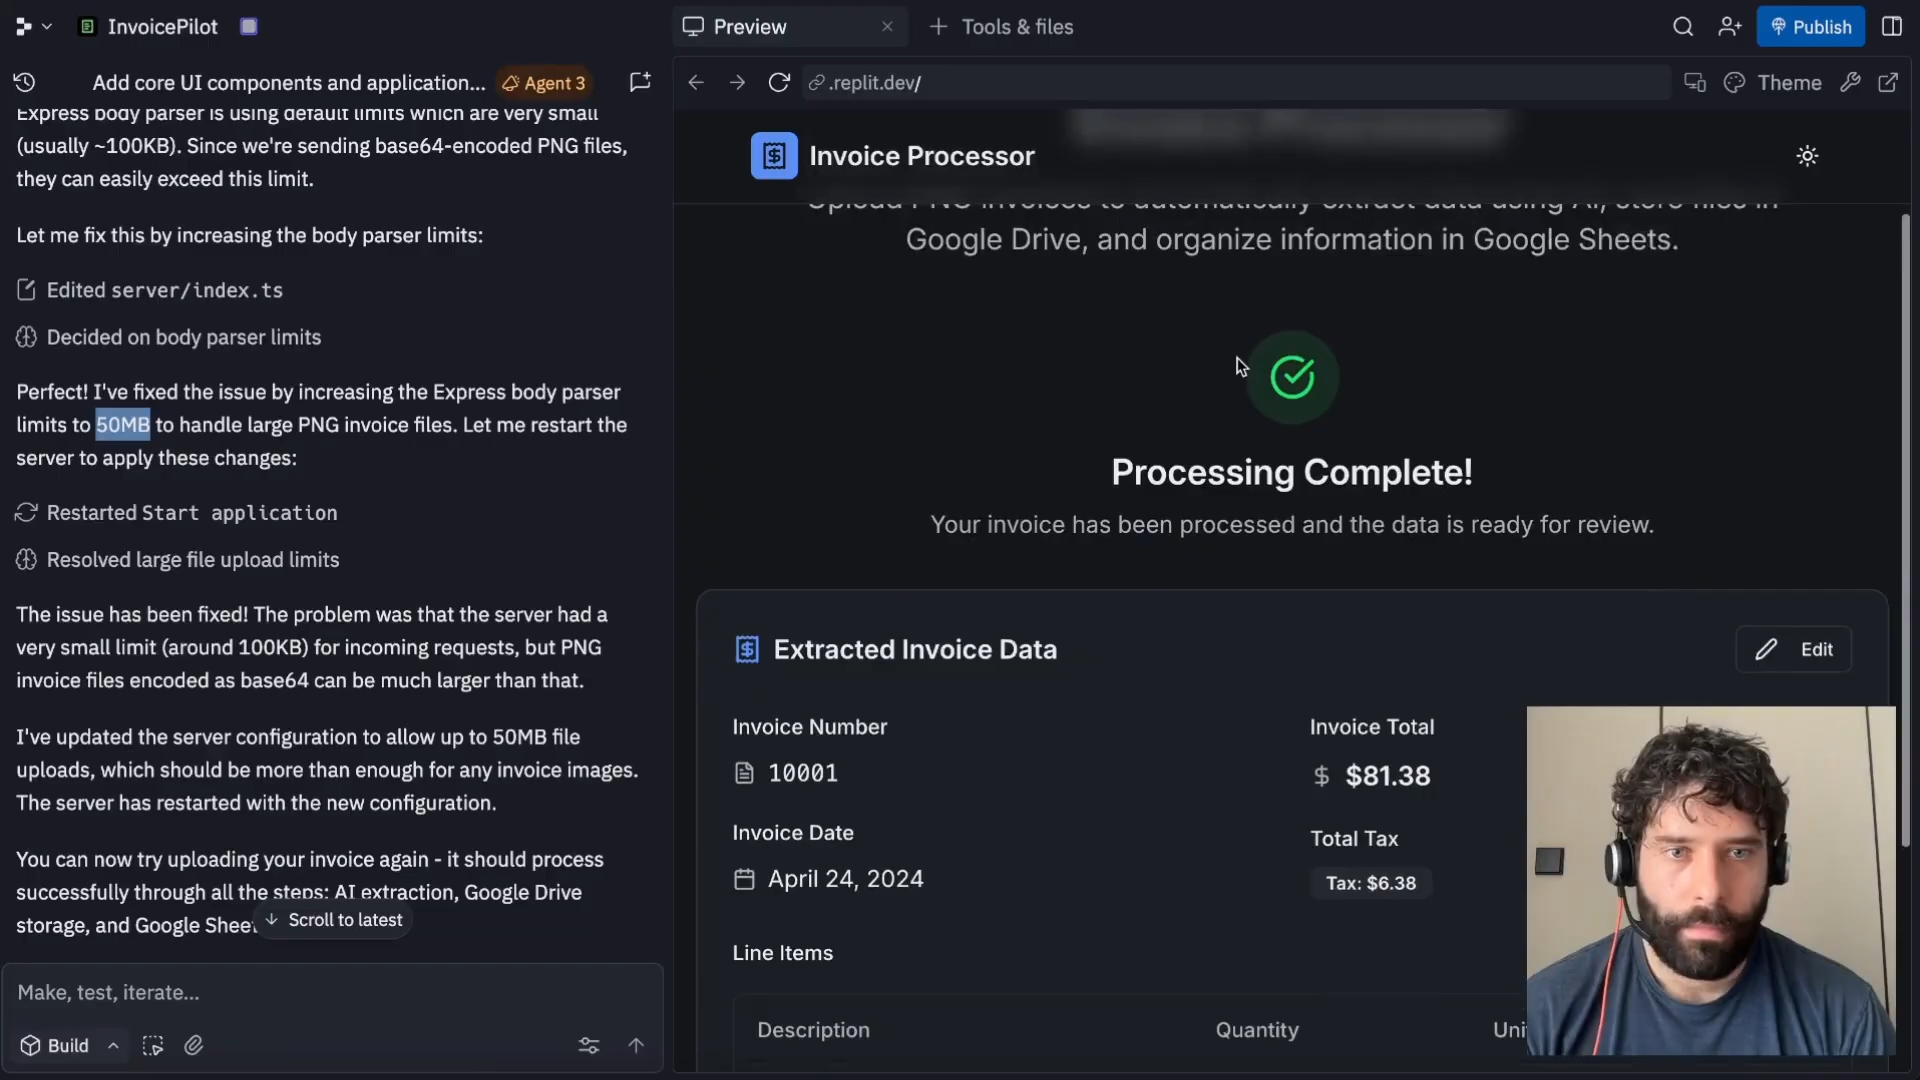 InvoicePilot
Preview
Tools & files
Publish
Add core UI components and application...
Agent 3
.replit.dev/
Theme
Express body parser is using default limits which are very small
(usually ~100KB). Since we're sending base64-encoded PNG files,
they can easily exceed this limit.
Let me fix this by increasing the body parser limits:
Edited server/index.ts
Decided on body parser limits
Perfect! I've fixed the issue by increasing the Express body parser
limits to 50MB to handle large PNG invoice files. Let me restart the
server to apply these changes:
Restarted Start application
Resolved large file upload limits
The issue has been fixed! The problem was that the server had a
very small limit (around 100KB) for incoming requests, but PNG
invoice files encoded as base64 can be much larger than that.
I've updated the server configuration to allow up to 50MB file
uploads, which should be more than enough for any invoice images.
The server has restarted with the new configuration.
You can now try uploading your invoice again - it should process
successfully through all the steps: AI extraction, Google Drive
storage, and Google
Scroll to latest
Make, test, iterate...
Build
Invoice Processor
Upload PNG invoices to automatically extract data using AI, store files in
Google Drive, and organize information in Google Sheets.
Processing Complete!
Your invoice has been processed and the data is ready for review.
Extracted Invoice Data
Edit
Invoice Number
10001
Invoice Total
$ $81.38
Invoice Date
April 24, 2024
Total Tax
Tax: $6.38
Line Items
Description
Quantity